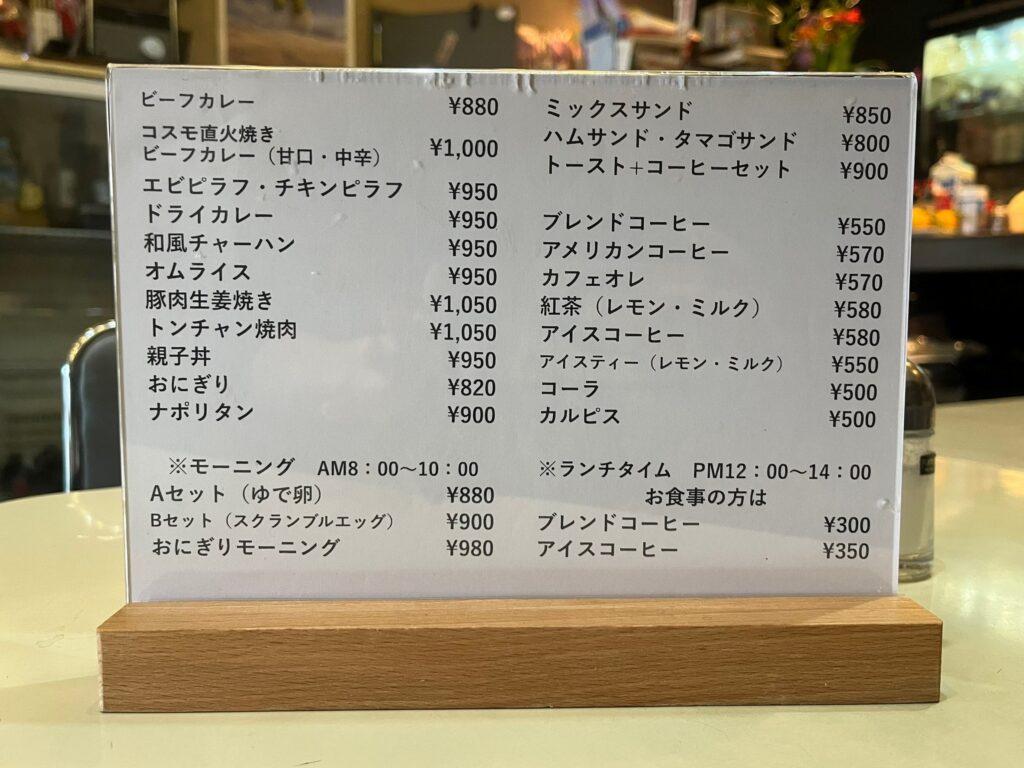 ビーフカレー ¥880
コスモ直火焼き
ビーフカレー（甘口・中辛） ¥1,000
エビピラフ・チキンピラフ ¥950
ドライカレー ¥950
和風チャーハン ¥950
オムライス ¥950
豚肉生姜焼き ¥1,050
トンチャン焼肉 ¥1,050
親子丼 ¥950
おにぎり ¥820
ナポリタン ¥900
※モーニング AM8：00〜10：00
Aセット（ゆで卵） ¥880
Bセット（スクランブルエッグ） ¥900
おにぎりモーニング ¥980
ミックスサンド ¥850
ハムサンド・タマゴサンド ¥800
トースト+コーヒーセット ¥900
ブレンドコーヒー ¥550
アメリカンコーヒー ¥570
カフェオレ ¥570
紅茶（レモン・ミルク） ¥580
アイスコーヒー ¥580
アイスティー（レモン・ミルク） ¥550
コーラ ¥500
カルピス ¥500
※ランチタイム PM12：00〜14：00
お食事の方は
ブレンドコーヒー ¥300
アイスコーヒー ¥350